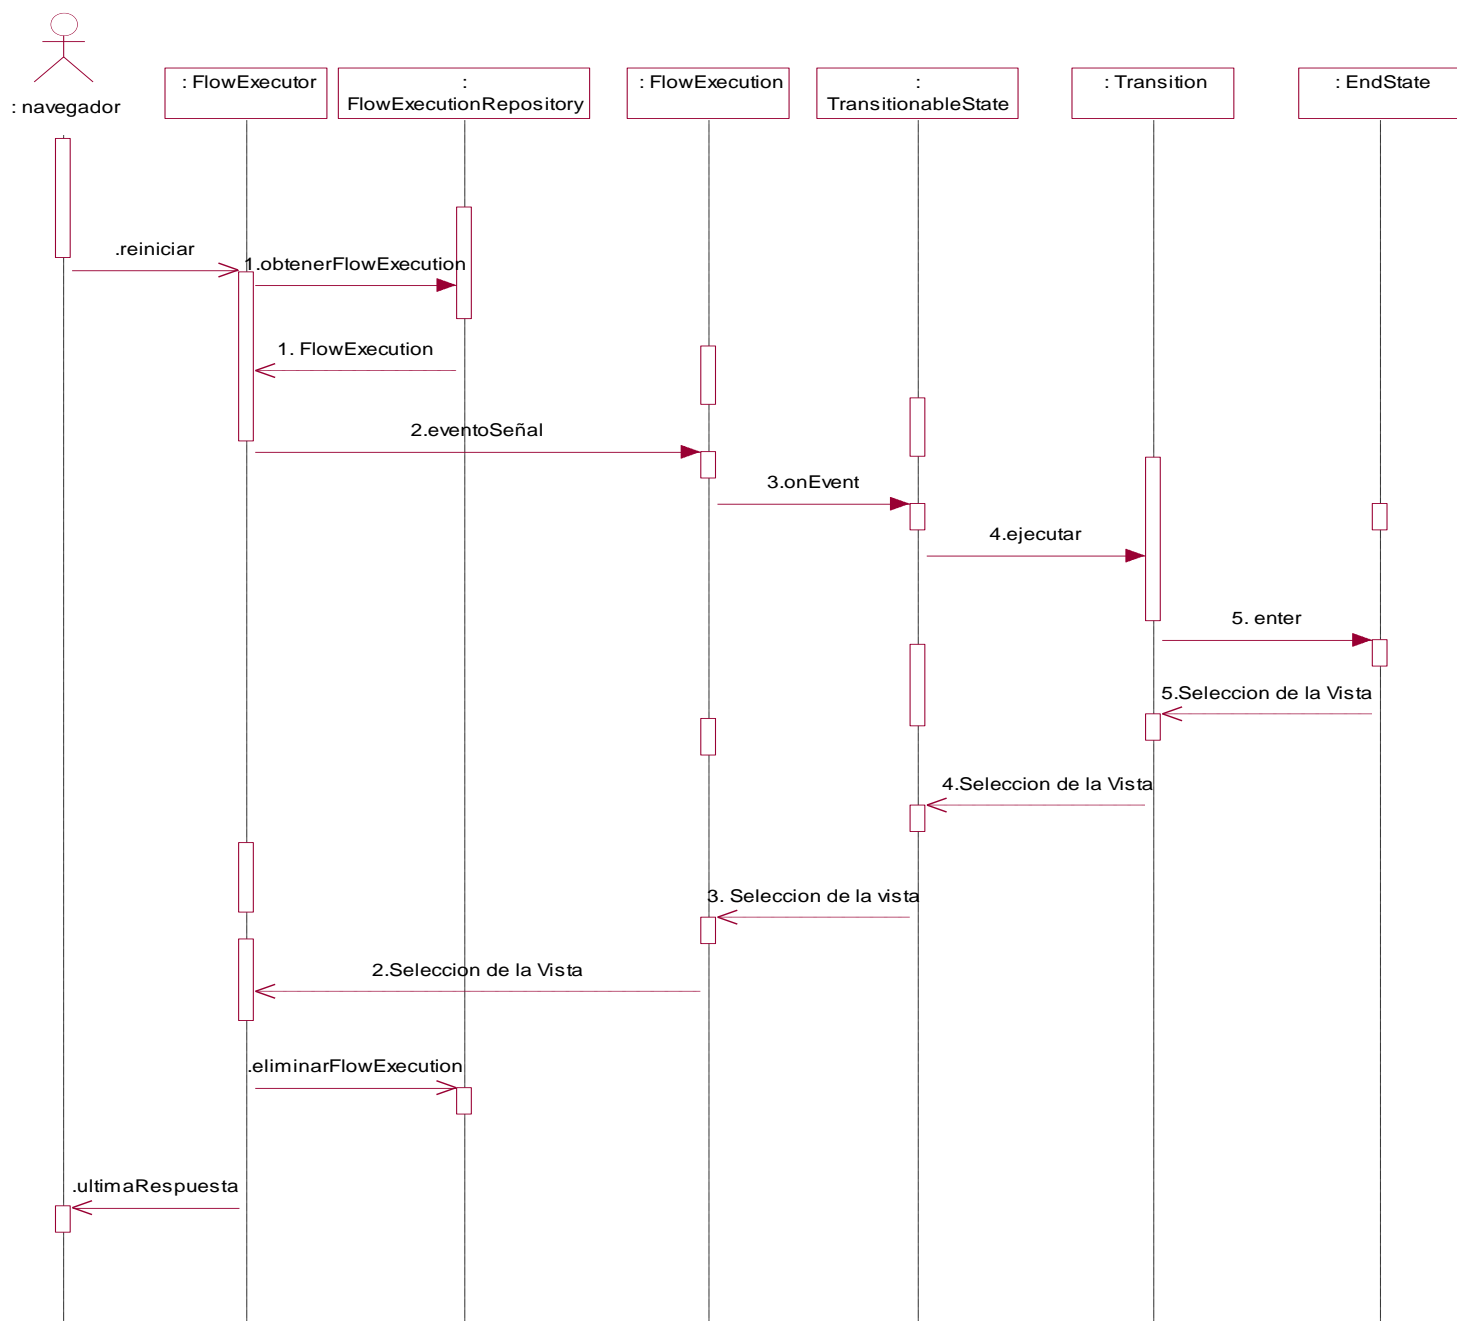 : navegador
: FlowExecutor
:
FlowExecutionRepository
: FlowExecution
:
TransitionableState
: Transition
: EndState
.reiniciar
1.obtenerFlowExecution
1. FlowExecution
2.eventoSeñal
3.onEvent
4.ejecutar
5. enter
5.Seleccion de la Vista
4.Seleccion de la Vista
3. Seleccion de la vista
2.Seleccion de la Vista
.eliminarFlowExecution
.ultimaRespuesta